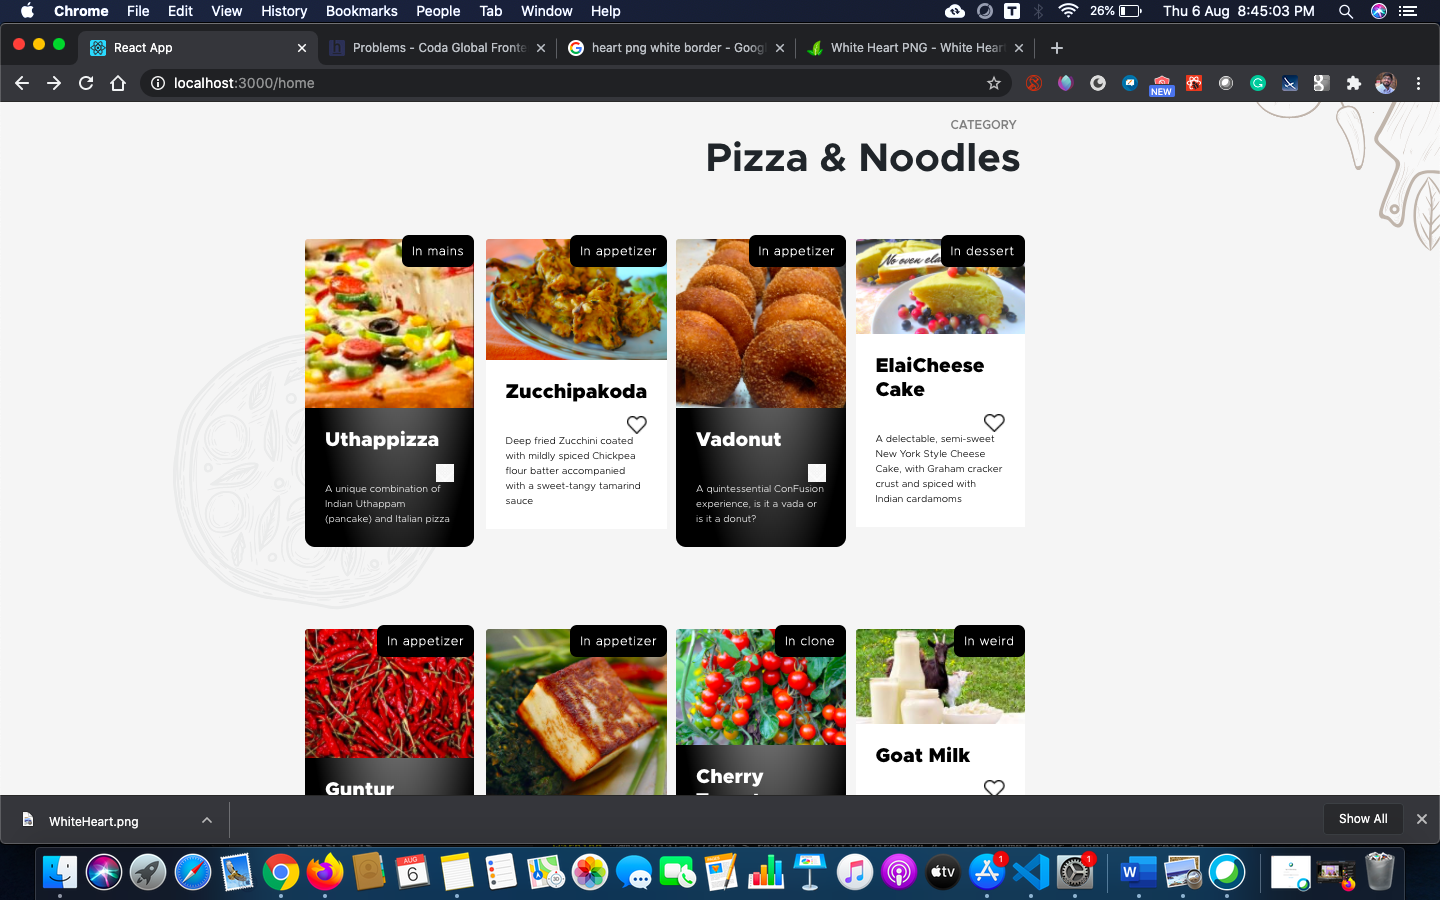 Chrome File Edit View History Bookmarks People Tab Window Help
26% Thu 6 Aug 8:45:03 PM
React App
Problems - Coda Global Fronte
heart png white border - Googl
White Heart PNG - White Hear
localhost:3000/home
NEW
CATEGORY
Pizza & Noodles
In mains
In appetizer
In appetizer
In dessert
No oven ela
Uthappizza
A unique combination of
Indian Uthappam
(pancake) and Italian pizza
Zucchipakoda
Deep fried Zucchini coated
with mildly spiced Chickpea
flour batter accompanied
with a sweet-tangy tamarind
sauce
Vadonut
A quintessential ConFusion
experience, is it a vada or
is it a donut?
ElaiCheese
Cake
A delectable, semi-sweet
New York Style Cheese
Cake, with Graham cracker
crust and spiced with
Indian cardamoms
In appetizer
In appetizer
In clone
In weird
Guntur
Cherry
Goat Milk
WhiteHeart.png
Show All
AUG
6
tv
1
1
W